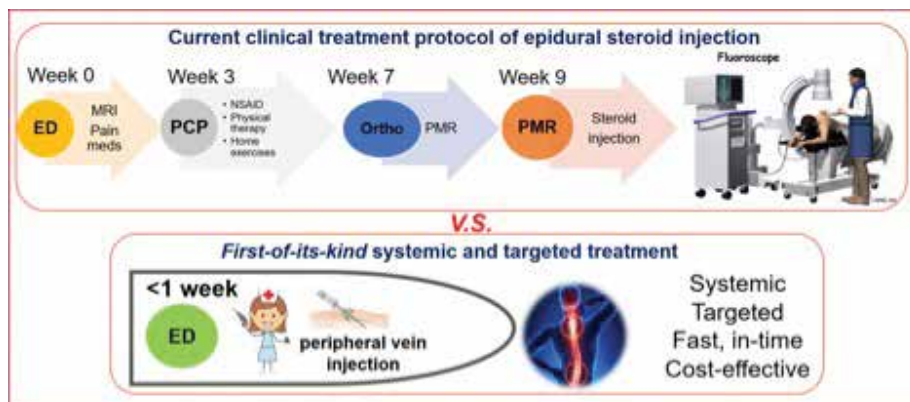 Current clinical treatment protocol of epidural steroid injection
Fluoroscope
Week 0
Week 3
Week 7
Week 9
ED
MRI
Pain
meds
PCP
• NSAID
• Physical
therapy
• Home
exercises
Ortho
PMR
PMR
Steroid
injection
V.S.
First-of-its-kind systemic and targeted treatment
<1 week
ED
peripheral vein
injection
Systemic
Targeted
Fast, in-time
Cost-effective